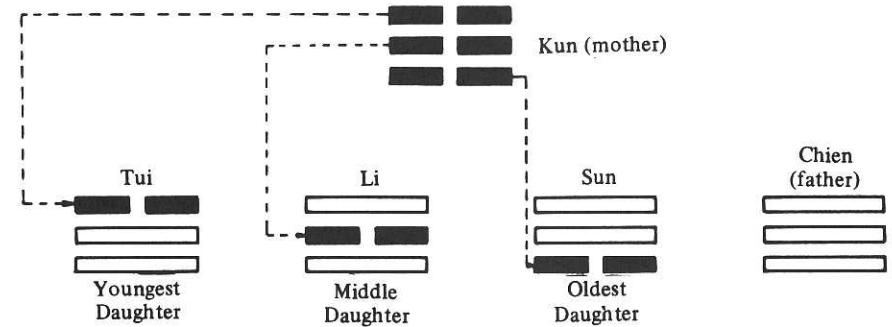 Kun (mother)
Chien
(father)
Tui
Li
Sun
Youngest
Daughter
Middle
Daughter
Oldest
Daughter